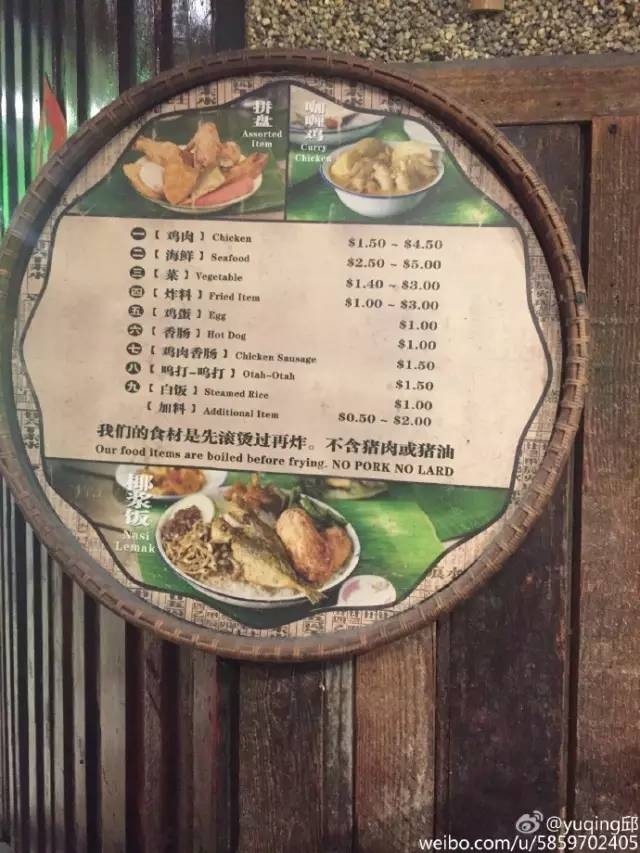 拼盘
Assorted
Item
咖喱鸡
Curry
Chicken
一【 鸡肉 】 Chicken $1.50 ~ $4.50
二【 海鲜 】 Seafood $2.50 ~ $5.00
三【 菜 】 Vegetable $1.40 ~ $3.00
四【 炸料 】 Fried Item $1.00 ~ $3.00
五【 鸡蛋 】 Egg $1.00
六【 香肠 】 Hot Dog $1.00
七【 鸡肉香肠 】 Chicken Sausage $1.50
八【 呜打-呜打 】 Otah-Otah $1.50
九【 白饭 】 Steamed Rice $1.00
【 加料 】 Additional Item $0.50 ~ $2.00
我们的食材是先滚烫过再炸。不含猪肉或猪油
Our food items are boiled before frying. NO PORK NO LARD
椰浆饭
Nasi
Lemak
@yuqing邱
weibo.com/u/5859702405